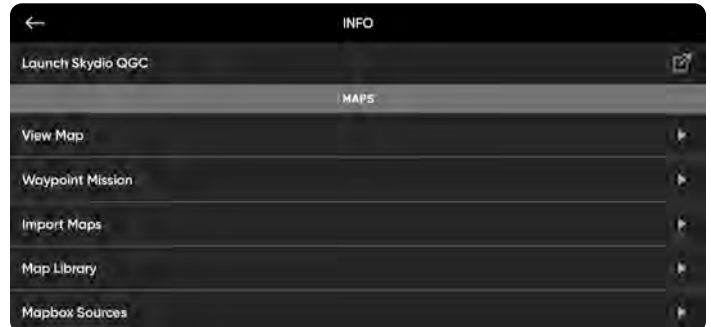 INFO
Launch Skydio QGC
MAPS
View Map
Waypoint Mission
Import Maps
Map Library
Mapbox Sources